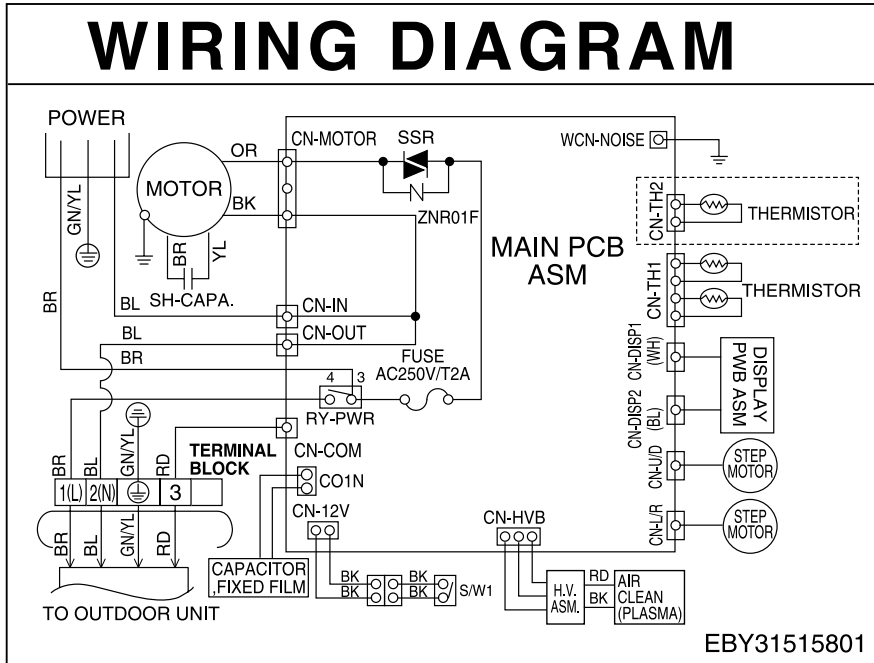 WIRING DIAGRAM
POWER
GN/YL
BR
BL
MOTOR
OR
BK
BR
YL
SH-CAPA.
CN-MOTOR
SSR
ZNR01F
WCN-NOISE
CN-TH2
THERMISTOR
MAIN PCB
ASM
CN-TH1
THERMISTOR
CN-IN
CN-OUT
BL
BR
FUSE
AC250V/T2A
4
3
RY-PWR
CN-DISP1
(WH)
CN-DISP2
(BL)
DISPLAY
PWB ASM
CN-U/D
STEP
MOTOR
CN-L/R
STEP
MOTOR
TERMINAL
BLOCK
CN-COM
CO1N
CN-12V
CN-HVB
BR
BL
GN/YL
RD
1(L)
2(N)
3
BR
BL
GN/YL
RD
TO OUTDOOR UNIT
CAPACITOR
,FIXED FILM
BK
BK
BK
BK
S/W1
H.V.
ASM.
RD
BK
AIR
CLEAN
(PLASMA)
EBY31515801